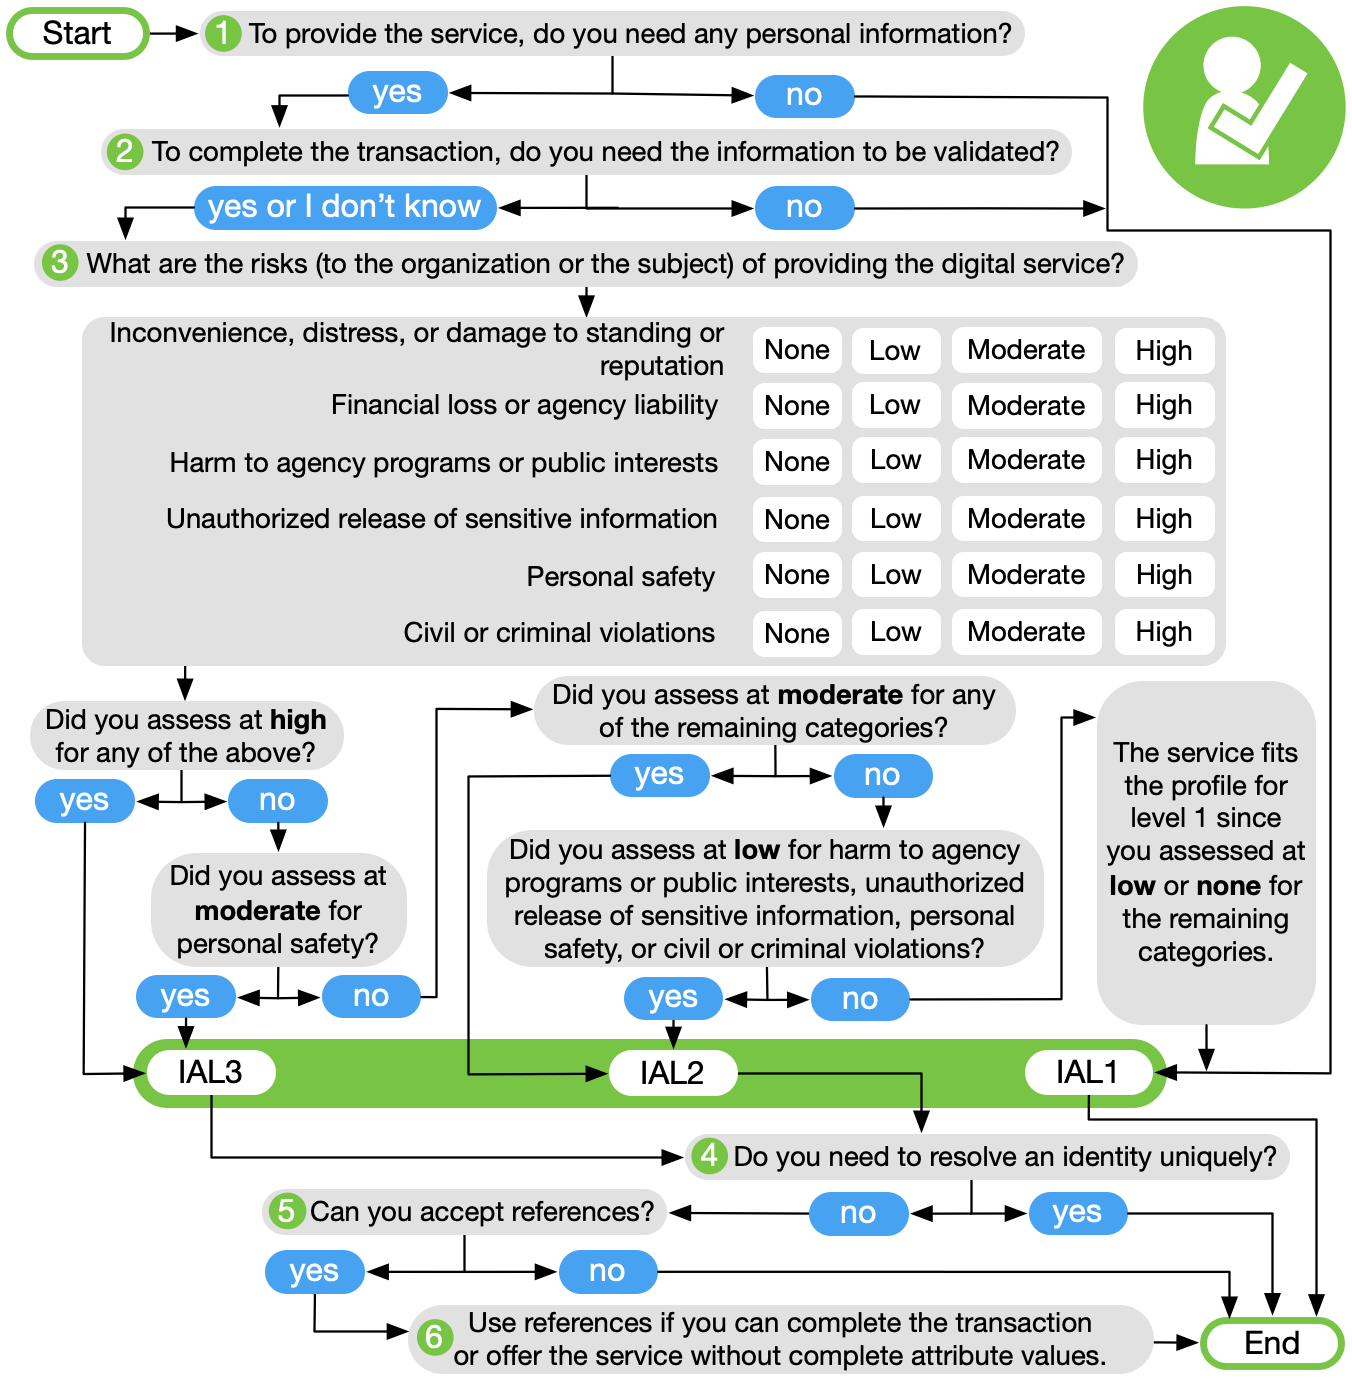 Start
1 To provide the service, do you need any personal information?
yes
no
2 To complete the transaction, do you need the information to be validated?
yes or I don’t know
no
3 What are the risks (to the organization or the subject) of providing the digital service?
Inconvenience, distress, or damage to standing or
reputation
None Low Moderate High
Financial loss or agency liability None Low Moderate High
Harm to agency programs or public interests None Low Moderate High
Unauthorized release of sensitive information None Low Moderate High
Personal safety None Low Moderate High
Civil or criminal violations None Low Moderate High
Did you assess at high
for any of the above?
yes
no
Did you assess at
moderate for
personal safety?
yes
no
Did you assess at moderate for any
of the remaining categories?
yes
no
Did you assess at low for harm to agency
programs or public interests, unauthorized
release of sensitive information, personal
safety, or civil or criminal violations?
yes
no
The service fits
the profile for
level 1 since
you assessed at
low or none for
the remaining
categories.
IAL3
IAL2
IAL1
4 Do you need to resolve an identity uniquely?
no
yes
5 Can you accept references?
yes
no
6 Use references if you can complete the transaction
or offer the service without complete attribute values.
End